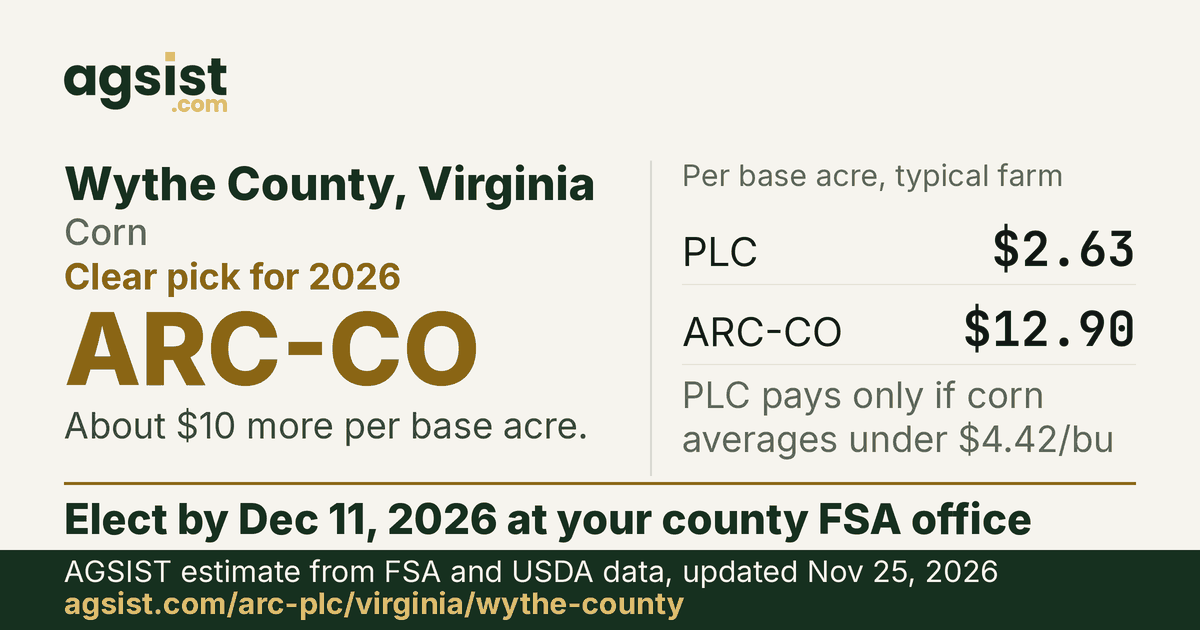 agsist
.com
Wythe County, Virginia
Corn
Clear pick for 2026
ARC-CO
About $10 more per base acre.
Per base acre, typical farm
PLC $2.63
ARC-CO $12.90
PLC pays only if corn
averages under $4.42/bu
Elect by Dec 11, 2026 at your county FSA office
AGSIST estimate from FSA and USDA data, updated Nov 25, 2026
agsist.com/arc-plc/virginia/wythe-county